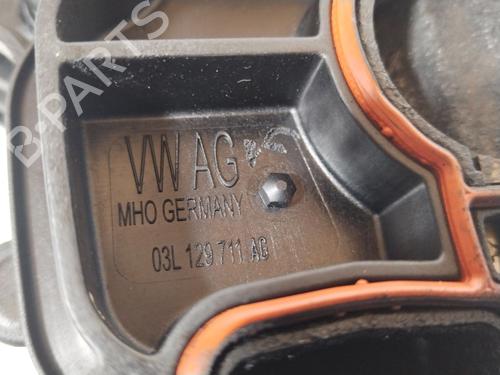 B-PARTS
VW AG
MHO GERMANY
03L 129 711 AG